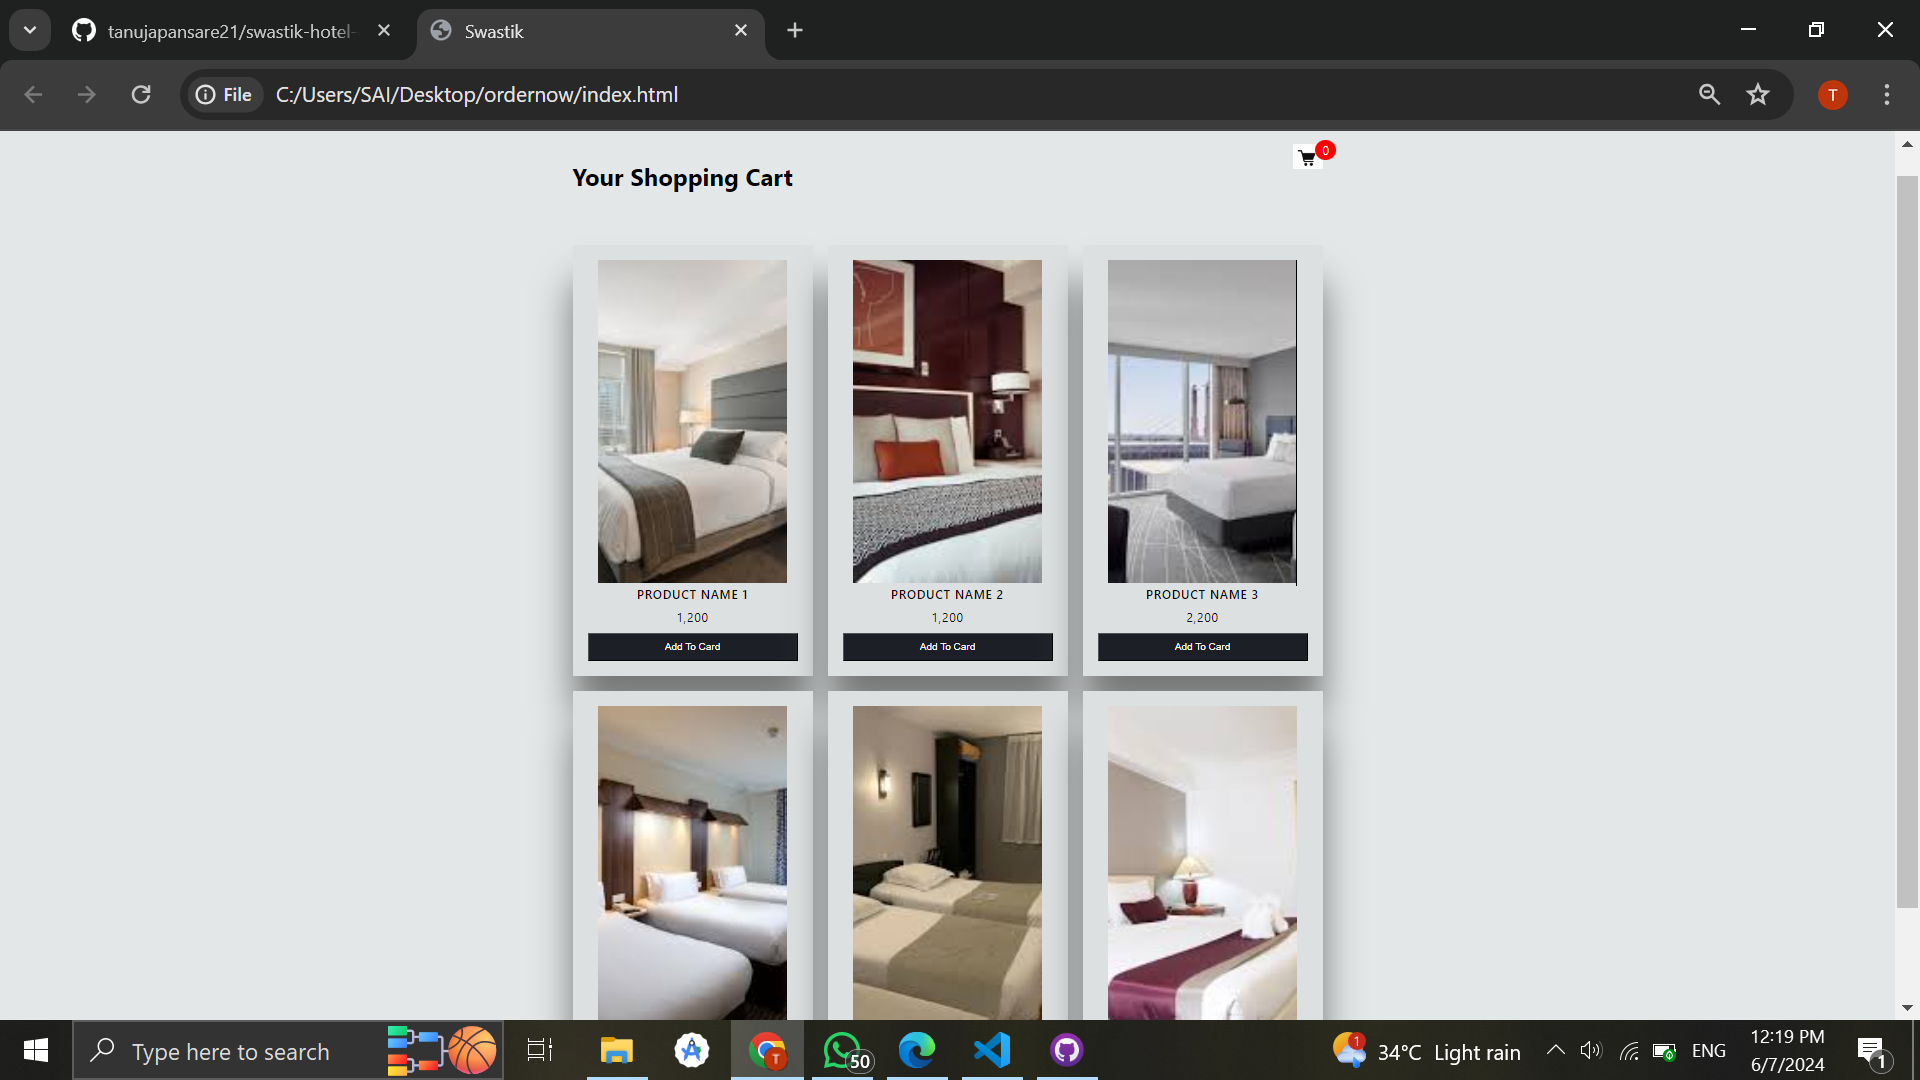 tanujapansare21/swastik-hotel-
Swastik
File
C:/Users/SAI/Desktop/ordernow/index.html
T
0
Your Shopping Cart
PRODUCT NAME 1
1,200
Add To Card
PRODUCT NAME 2
1,200
Add To Card
PRODUCT NAME 3
2,200
Add To Card
Type here to search
T
50
1
34°C Light rain
ENG
12:19 PM
6/7/2024
1